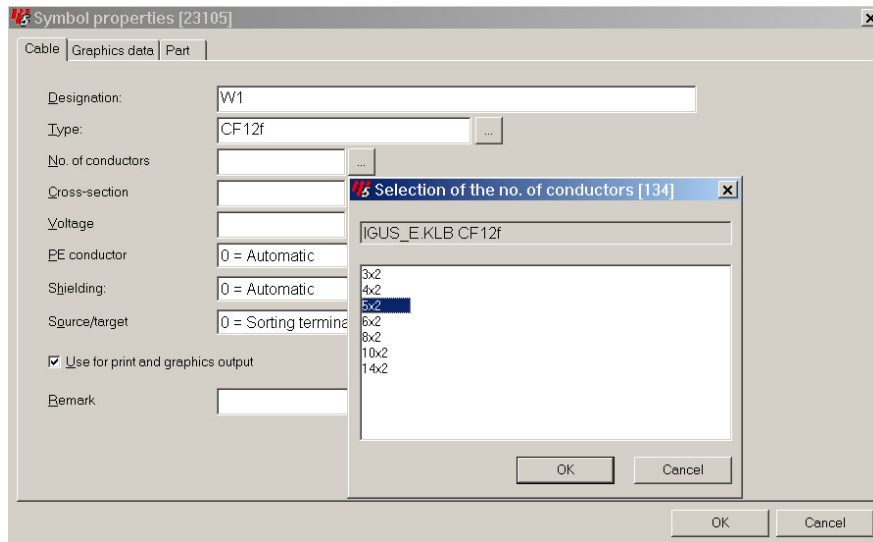 Symbol properties [23105]
Cable
Graphics data
Part
Designation:
W1
Type:
CF12f
...
No. of conductors
...
Cross-section
Voltage
PE conductor
0 = Automatic
Shielding:
0 = Automatic
Source/target
0 = Sorting termina
Use for print and graphics output
Remark
Selection of the no. of conductors [134]
IGUS_E.KLB CF12f
3x2
4x2
5x2
6x2
8x2
10x2
14x2
OK
Cancel
OK
Cancel